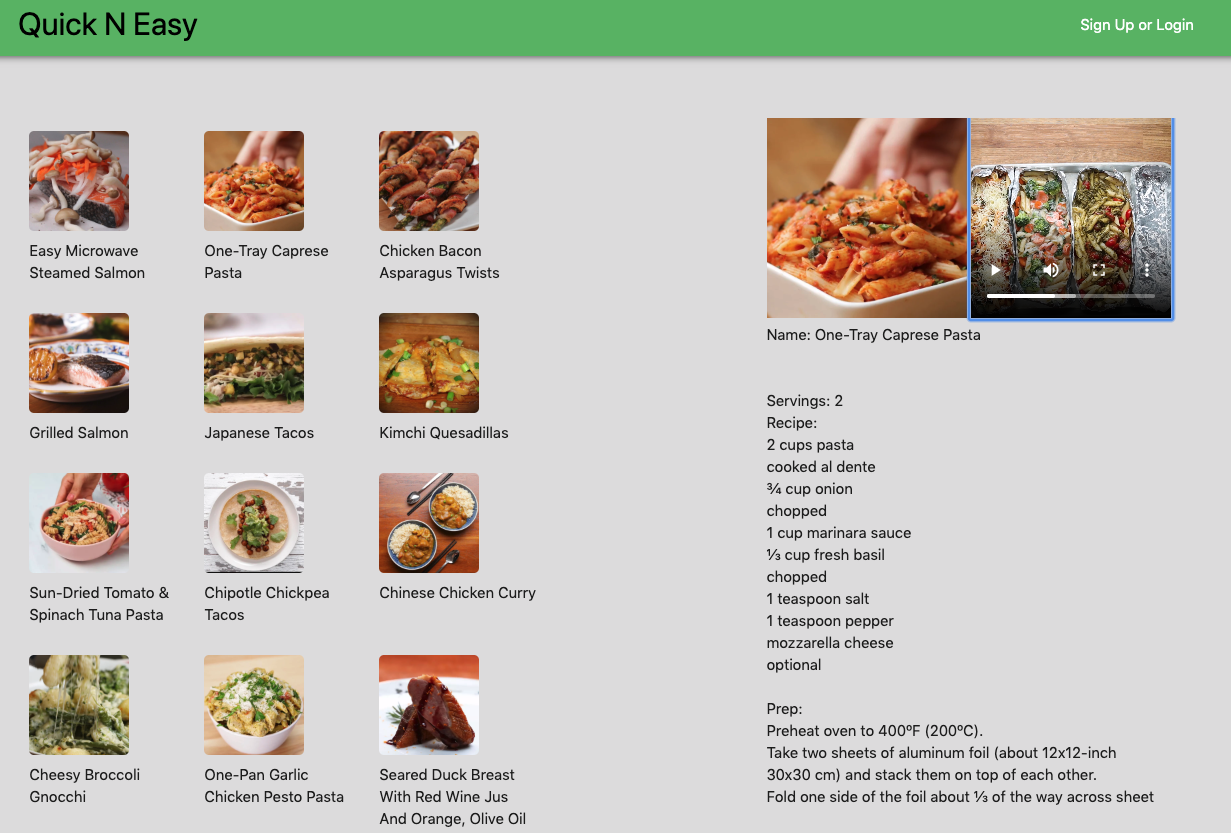 Quick N Easy
Sign Up or Login
Easy Microwave
Steamed Salmon
One-Tray Caprese
Pasta
Chicken Bacon
Asparagus Twists
Grilled Salmon
Japanese Tacos
Kimchi Quesadillas
Sun-Dried Tomato &
Spinach Tuna Pasta
Chipotle Chickpea
Tacos
Chinese Chicken Curry
Cheesy Broccoli
Gnocchi
One-Pan Garlic
Chicken Pesto Pasta
Seared Duck Breast
With Red Wine Jus
And Orange, Olive Oil
Name: One-Tray Caprese Pasta
Servings: 2
Recipe:
2 cups pasta
cooked al dente
¾ cup onion
chopped
1 cup marinara sauce
⅓ cup fresh basil
chopped
1 teaspoon salt
1 teaspoon pepper
mozzarella cheese
optional
Prep:
Preheat oven to 400ºF (200ºC).
Take two sheets of aluminum foil (about 12x12-inch
30x30 cm) and stack them on top of each other.
Fold one side of the foil about ⅓ of the way across sheet